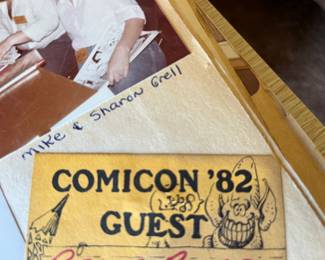 Mike & Sharon Grell
COMICON '82
GUEST